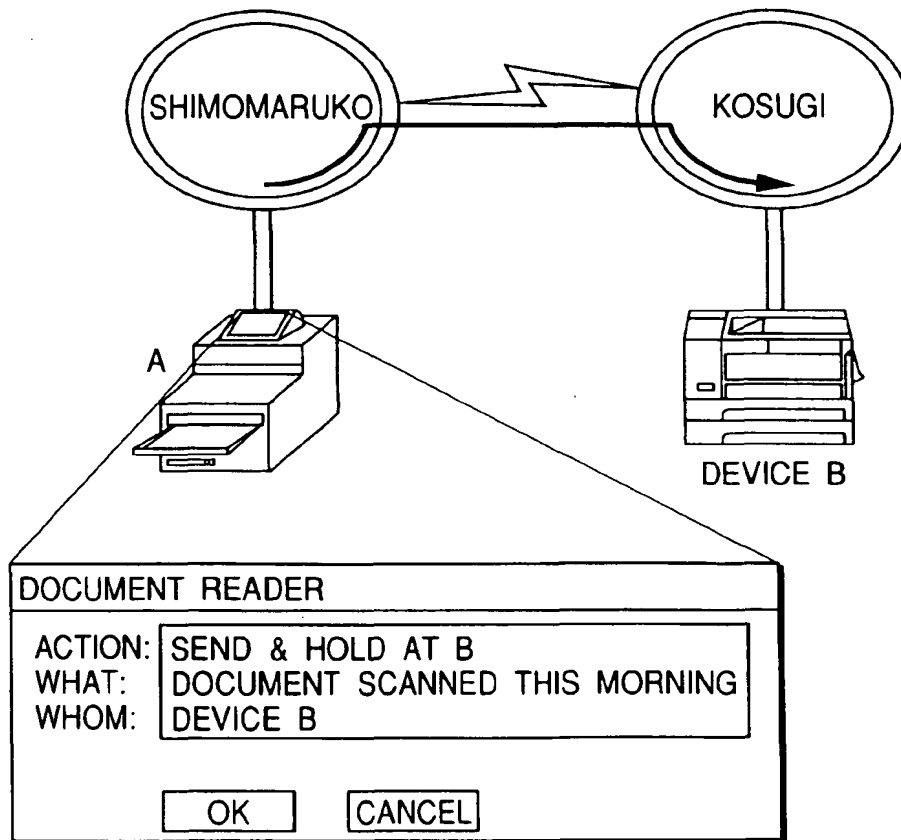 SHIMOMARUKO
KOSUGI
A
DEVICE B
DOCUMENT READER
ACTION: SEND & HOLD AT B
WHAT: DOCUMENT SCANNED THIS MORNING
WHOM: DEVICE B
OK CANCEL